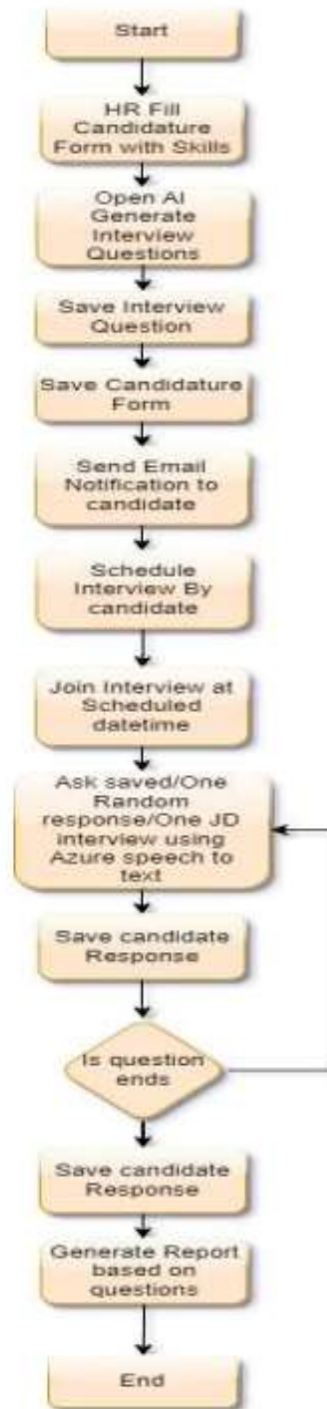 Start
HR Fill
Candidature
Form with Skills
Open AI
Generate
Interview
Questions
Save Interview
Question
Save Candidature
Form
Send Email
Notification to
candidate
Schedule
Interview By
candidate
Join Interview at
Scheduled
datetime
Ask saved/One
Random
response/One JD
interview using
Azure speech to
text
Save candidate
Response
Is question
ends
Save candidate
Response
Generate Report
based on
questions
End